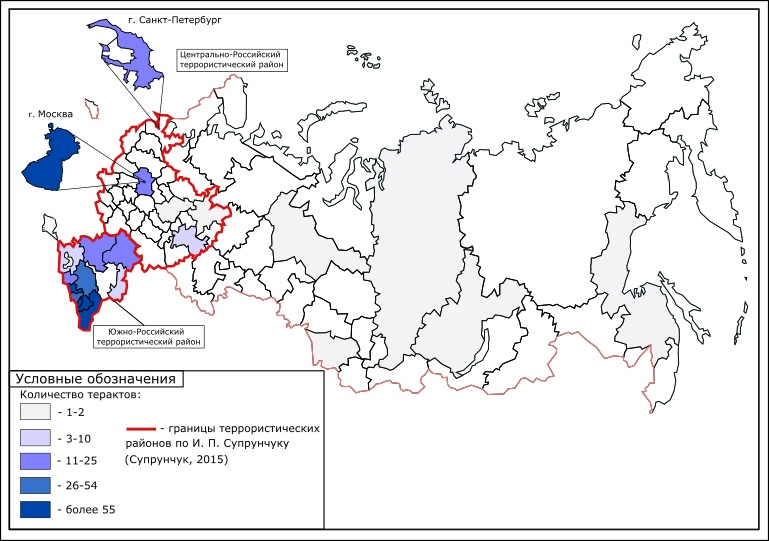 г. Санкт-Петербург
Центрально-Российский
террористический район
г. Москва
Южно-Российский
террористический район
Условные обозначения
Количество терактов:
- 1-2
- 3-10
- 11-25
- 26-54
- более 55
- границы террористических
районов по И. П. Супрунчуку
(Супрунчук, 2015)